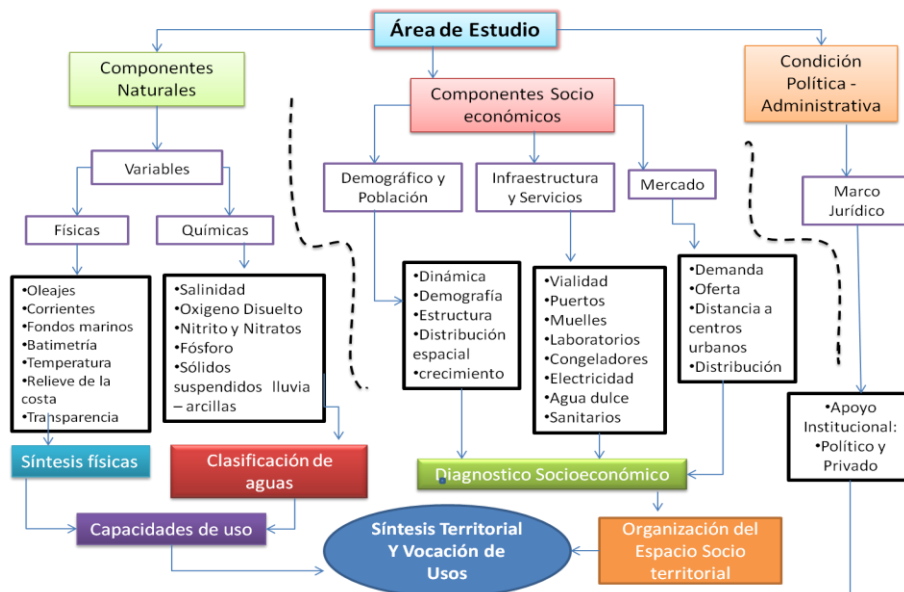 Área de Estudio
Componentes
Naturales
Componentes Socio
económicos
Condición
Política -
Administrativa
Variables
Demográfico y
Población
Infraestructura
y Servicios
Mercado
Marco
Jurídico
Físicas
Químicas
•Oleajes
•Corrientes
•Fondos marinos
•Batimetría
•Temperatura
•Relieve de la
costa
•Transparencia
•Salinidad
•Oxigeno Disuelto
•Nitrito y Nitratos
•Fósforo
•Sólidos
suspendidos lluvia
– arcillas
•Dinámica
•Demografía
•Estructura
•Distribución
espacial
•crecimiento
•Vialidad
•Puertos
•Muelles
•Laboratorios
•Congeladores
•Electricidad
•Agua dulce
•Sanitarios
•Demanda
•Oferta
•Distancia a
centros
urbanos
•Distribución
•Apoyo
Institucional:
•Político y
Privado
Síntesis físicas
Clasificación de
aguas
Diagnostico Socioeconómico
Capacidades de uso
Síntesis Territorial
Y Vocación de
Usos
Organización del
Espacio Socio
territorial